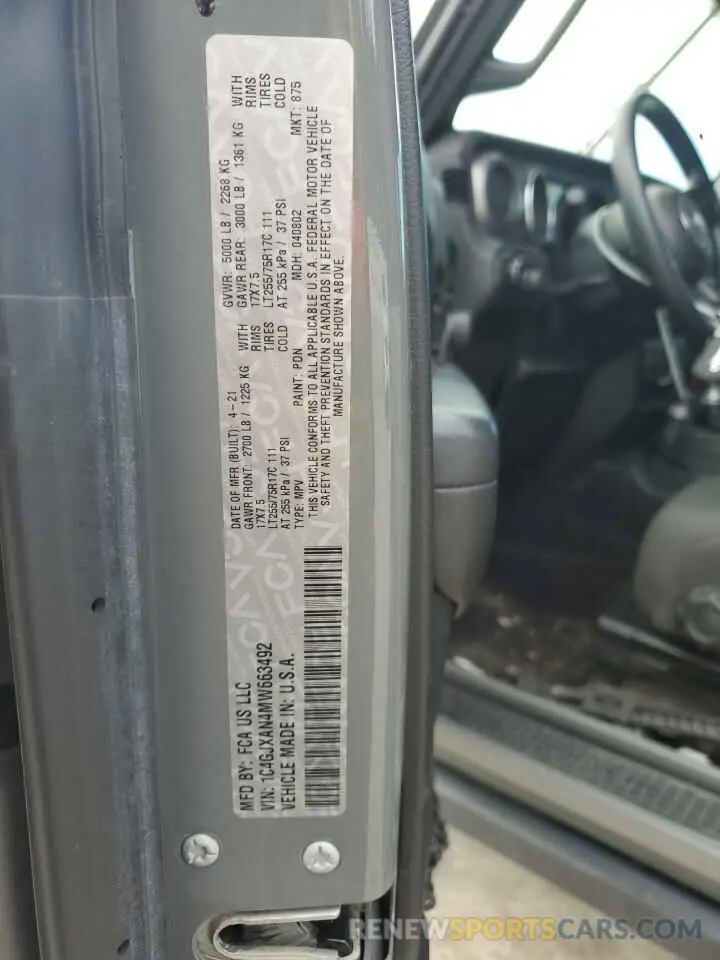 MFD BY: FCA US LLC
VIN: 1C4GJXAN4MW663492
VEHICLE MADE IN: U.S.A.
DATE OF MFR (BUILT): 4-21 GVWR: 5000 LB / 2268 KG
GAWR FRONT: 2700 LB / 1225 KG WITH GAWR REAR: 3000 LB / 1361 KG WITH
17X7.5 RIMS 17X7.5 RIMS
LT255/75R17C 111 TIRES LT255/75R17C 111 TIRES
AT 255 kPa / 37 PSI COLD AT 255 kPa / 37 PSI COLD
TYPE: MPV PAINT: PDN MDH: 040802 MKT: 875
THIS VEHICLE CONFORMS TO ALL APPLICABLE U.S.A. FEDERAL MOTOR VEHICLE
SAFETY AND THEFT PREVENTION STANDARDS IN EFFECT ON THE DATE OF
MANUFACTURE SHOWN ABOVE.
RENEWSPORTSCARS.COM